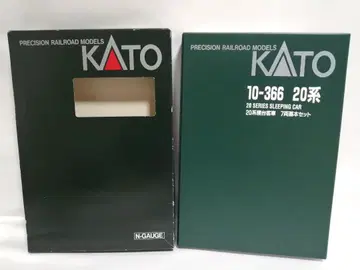 PRECISION RAILROAD MODELS
KATO
N-GAUGE
PRECISION RAILROAD MODELS
KATO
10-366 20系
20 SERIES SLEEPING CAR
20系寝台客車 7両基本セット